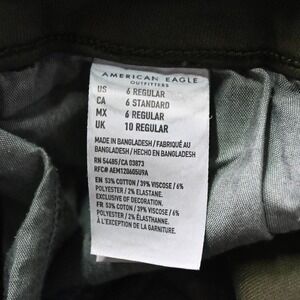 AMERICAN EAGLE
OUTFITTERS
US 6 REGULAR
CA 6 STANDARD
MX 6 REGULAR
UK 10 REGULAR
MADE IN BANGLADESH / FABRIQUÉ AU
BANGLADESH / HECHO EN BANGLADESH
RN 54485/CA 03873
RFC# AEM120605U9A
EN 53% COTTON / 39% VISCOSE / 6%
POLYESTER / 2% ELASTANE.
EXCLUSIVE OF DECORATION.
FR 53% COTON / 39% VISCOSE / 6%
POLYESTER / 2% ÉLASTHANNE.
À L'EXCEPTION DE LA GARNITURE.